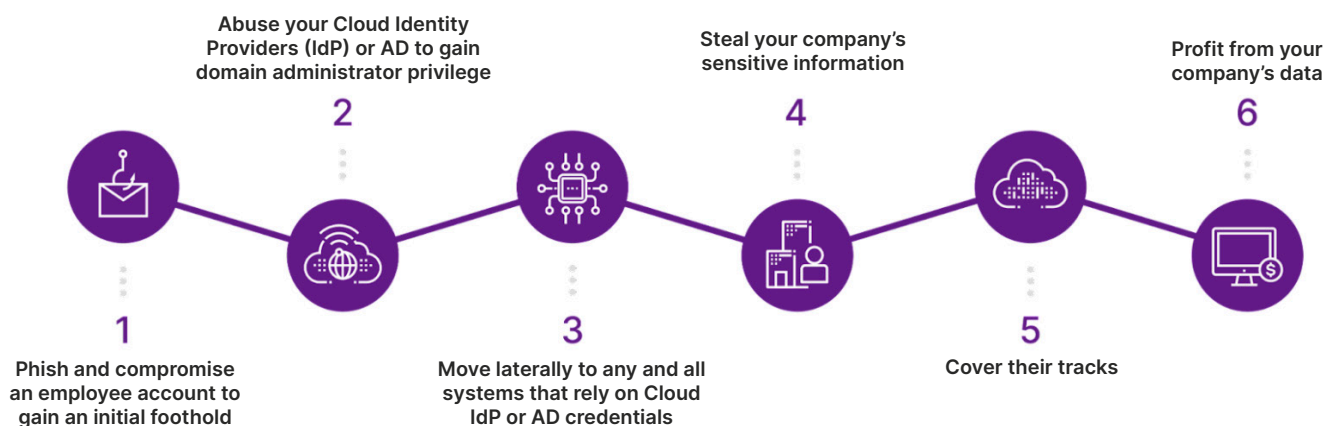 Abuse your Cloud Identity
Providers (IdP) or AD to gain
domain administrator privilege
2
Steal your company's
sensitive information
4
Profit from your
company's data
6
$
1
Phish and compromise
an employee account to
gain an initial foothold
3
Move laterally to any and all
systems that rely on Cloud
IdP or AD credentials
5
Cover their tracks